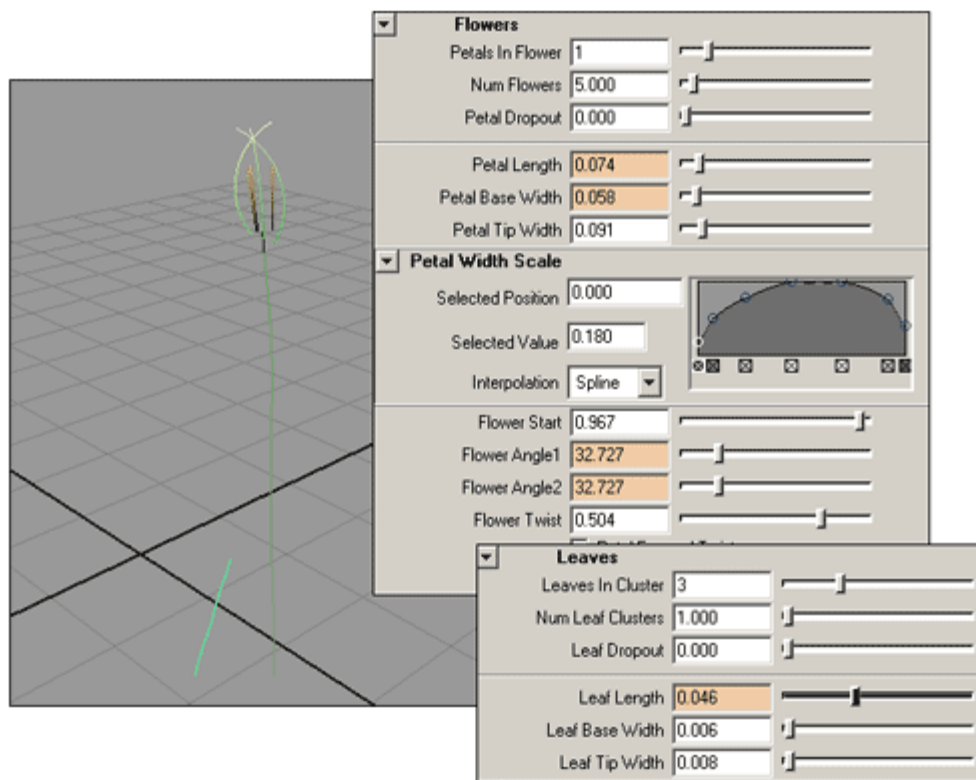 Flowers
Petals In Flower 1
Num Flowers 5.000
Petal Dropout 0.000
Petal Length 0.074
Petal Base Width 0.058
Petal Tip Width 0.091
Petal Width Scale
Selected Position 0.000
Selected Value 0.180
Interpolation Spline
Flower Start 0.967
Flower Angle1 32.727
Flower Angle2 32.727
Flower Twist 0.504
Leaves
Leaves In Cluster 3
Num Leaf Clusters 1.000
Leaf Dropout 0.000
Leaf Length 0.046
Leaf Base Width 0.006
Leaf Tip Width 0.008